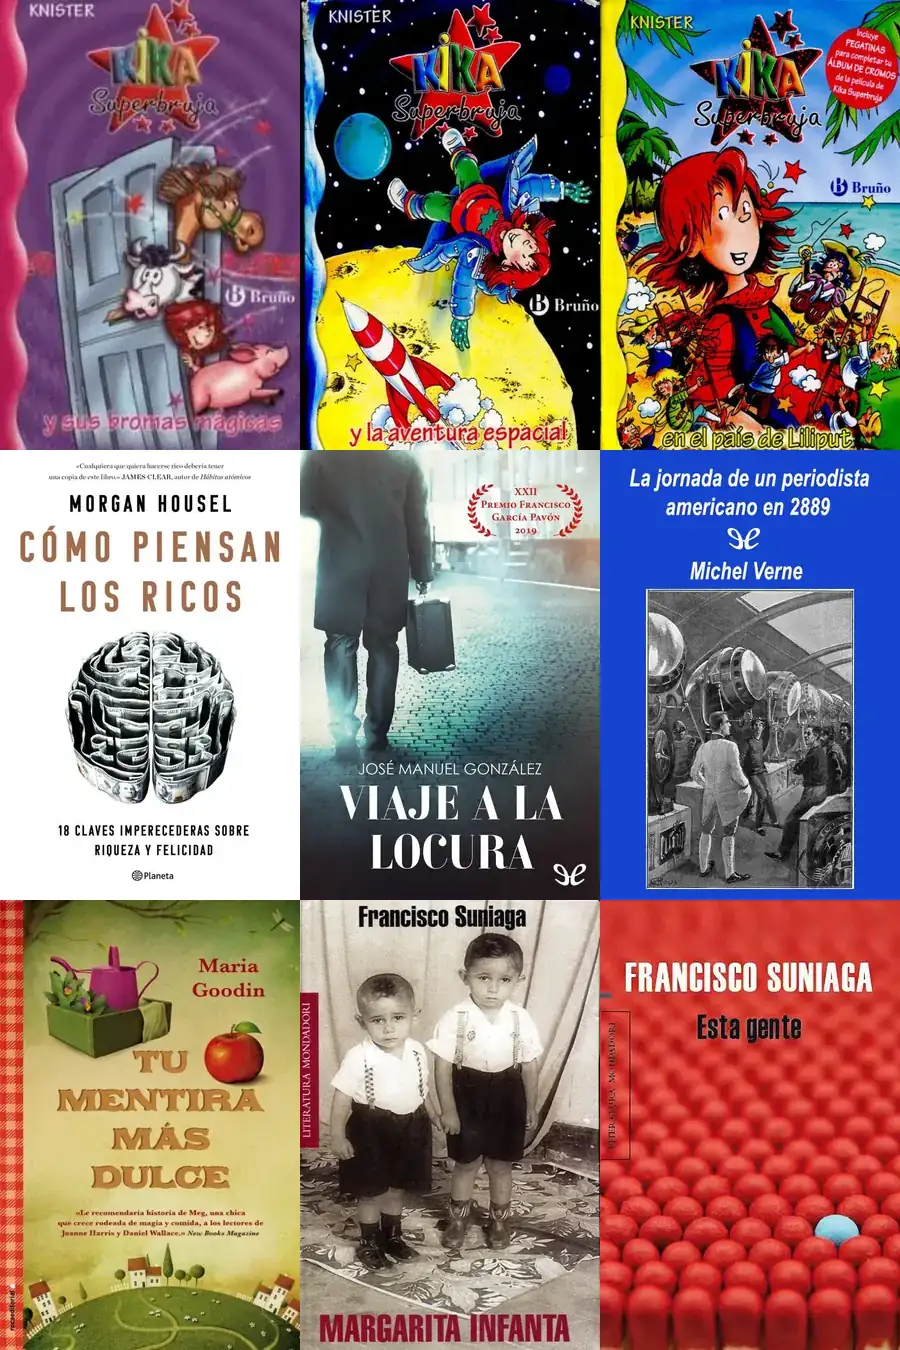 KNISTER
KIKA
Superbruja
Bruño
y sus bromas mágicas
KNISTER
KIKA
Superbruja
Bruño
y la aventura espacial
KNISTER
KIKA
Superbruja
Incluye
PEGATINAS
para completar tu
ÁLBUM DE CROMOS
de la película de
Kika Superbruja
Bruño
en el país de Liliput
«Cualquiera que quiera hacerse rico debería tener
una copia de este libro.» JAMES CLEAR, autor de Hábitos atómicos
MORGAN HOUSEL
CÓMO PIENSAN
LOS RICOS
18 CLAVES IMPERECEDERAS SOBRE
RIQUEZA Y FELICIDAD
Planeta
XXII
PREMIO FRANCISCO
GARCÍA PAVÓN
2019
JOSÉ MANUEL GONZÁLEZ
VIAJE A LA
LOCURA
La jornada de un periodista
americano en 2889
Michel Verne
Maria
Goodin
TU
MENTIRA
MÁS
DULCE
«Le recomendaría historia de Meg, una chica
que crece rodeada de magia y comida, a los lectores de
Joanne Harris y Daniel Wallace.» New Books Magazine
Francisco Suniaga
LITERATURA MONDADORI
MARGARITA INFANTA
FRANCISCO SUNIAGA
Esta gente
LITERATURA MONDADORI